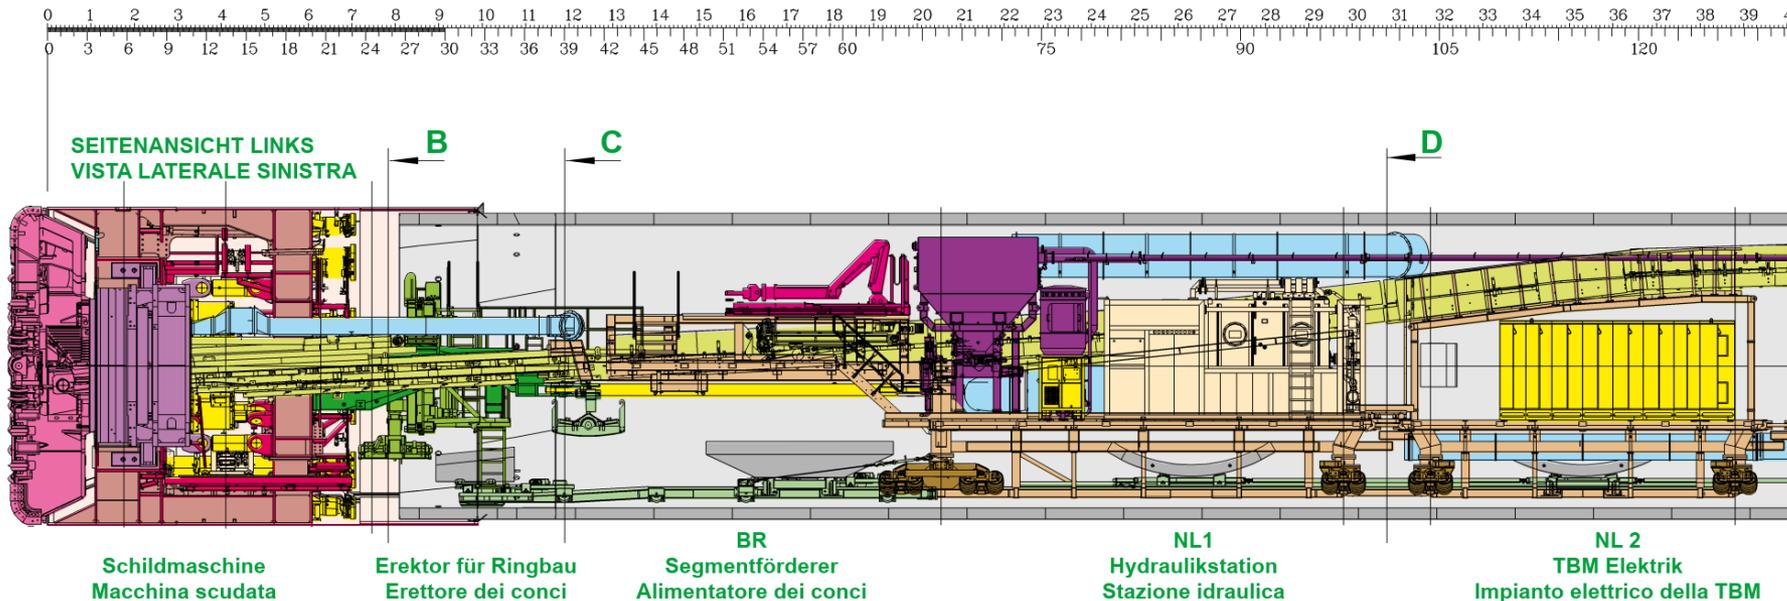 0 1 2 3 4 5 6 7 8 9 10 11 12 13 14 15 16 17 18 19 20 21 22 23 24 25 26 27 28 29 30 31 32 33 34 35 36 37 38 39
0 3 6 9 12 15 18 21 24 27 30 33 36 39 42 45 48 51 54 57 60 75 90 105 120
SEITENANSICHT LINKS
VISTA LATERALE SINISTRA
B
C
D
Schildmaschine
Macchina scudata
Erektor für Ringbau
Erettore dei conci
BR
Segmentförderer
Alimentatore dei conci
NL1
Hydraulikstation
Stazione idraulica
NL 2
TBM Elektrik
Impianto elettrico della TBM